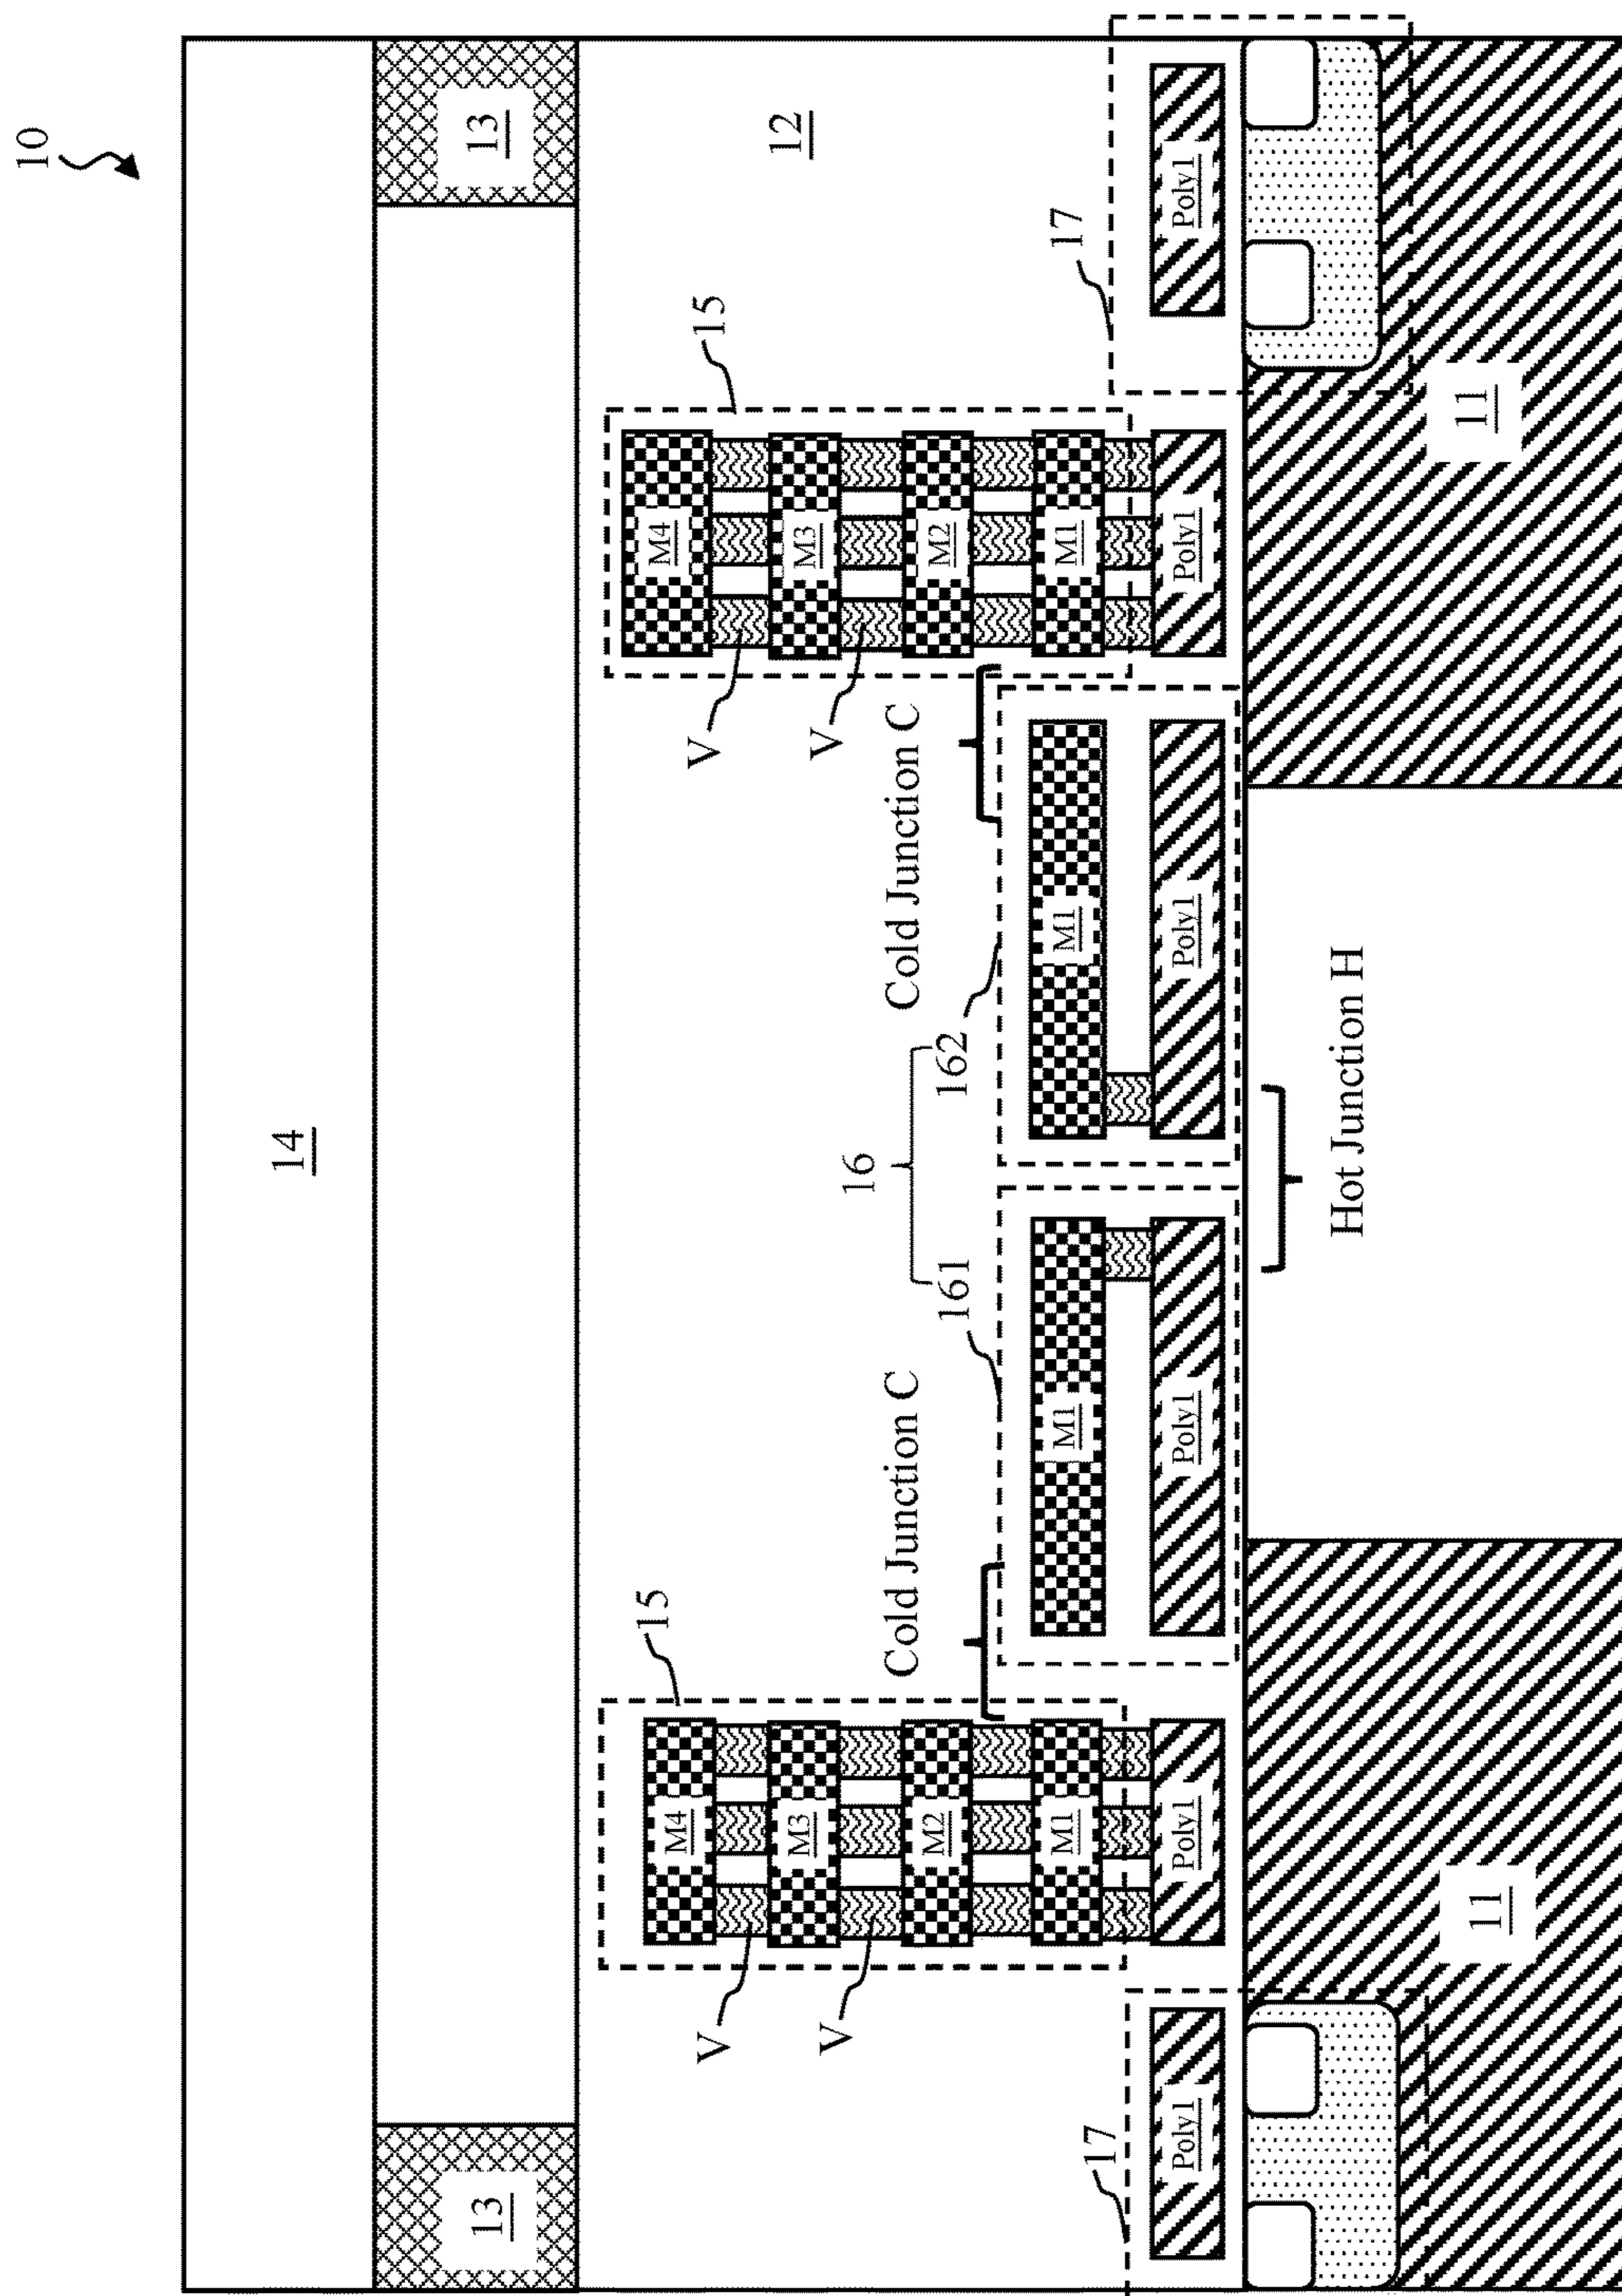 10
14
13
13
12
15
15
M4
M4
V
V
M3
M3
V
V
16
Cold Junction C
Cold Junction C
M2
M2
161
162
M1
M1
M1
M1
17
17
Poly1
Poly1
Poly1
Poly1
Poly1
Poly1
Hot Junction H
11
11